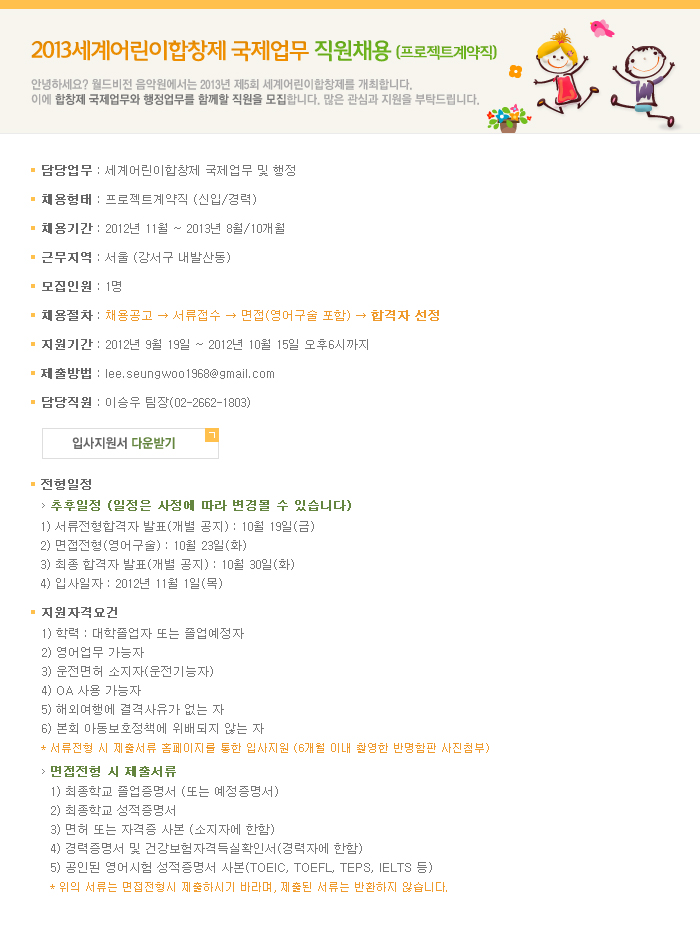 2013세계어린이합창제 국제업무 직원채용 (프로젝트계약직)
안녕하세요? 월드비전 음악원에서는 2013년 제5회 세계어린이합창제를 개최합니다.
이에 합창제 국제업무와 행정업무를 함께할 직원을 모집합니다. 많은 관심과 지원을 부탁드립니다.
담당업무 : 세계어린이합창제 국제업무 및 행정
채용형태 : 프로젝트계약직 (신입/경력)
채용기간 : 2012년 11월 ~ 2013년 8월/10개월
근무지역 : 서울 (강서구 내발산동)
모집인원 : 1명
채용절차 : 채용공고 → 서류접수 → 면접(영어구술 포함) → 합격자 선정
지원기간 : 2012년 9월 19일 ~ 2012년 10월 15일 오후6시까지
제출방법 : lee.seungwoo1968@gmail.com
담당직원 : 이승우 팀장(02-2662-1803)
입사지원서 다운받기
전형일정
> 추후일정 (일정은 사정에 따라 변경될 수 있습니다)
1) 서류전형합격자 발표(개별 공지) : 10월 19일(금)
2) 면접전형(영어구술) : 10월 23일(화)
3) 최종 합격자 발표(개별 공지) : 10월 30일(화)
4) 입사일자 : 2012년 11월 1일(목)
지원자격요건
1) 학력 : 대학졸업자 또는 졸업예정자
2) 영어업무 가능자
3) 운전면허 소지자(운전기능자)
4) OA 사용 가능자
5) 해외여행에 결격사유가 없는 자
6) 본회 아동보호정책에 위배되지 않는 자
* 서류전형 시 제출서류 홈페이지를 통한 입사지원 (6개월 이내 촬영한 반명함판 사진첨부)
> 면접전형 시 제출서류
1) 최종학교 졸업증명서 (또는 예정증명서)
2) 최종학교 성적증명서
3) 면허 또는 자격증 사본 (소지자에 한함)
4) 경력증명서 및 건강보험자격득실확인서(경력자에 한함)
5) 공인된 영어시험 성적증명서 사본(TOEIC, TOEFL, TEPS, IELTS 등)
* 위의 서류는 면접전형시 제출하시기 바라며, 제출된 서류는 반환하지 않습니다.